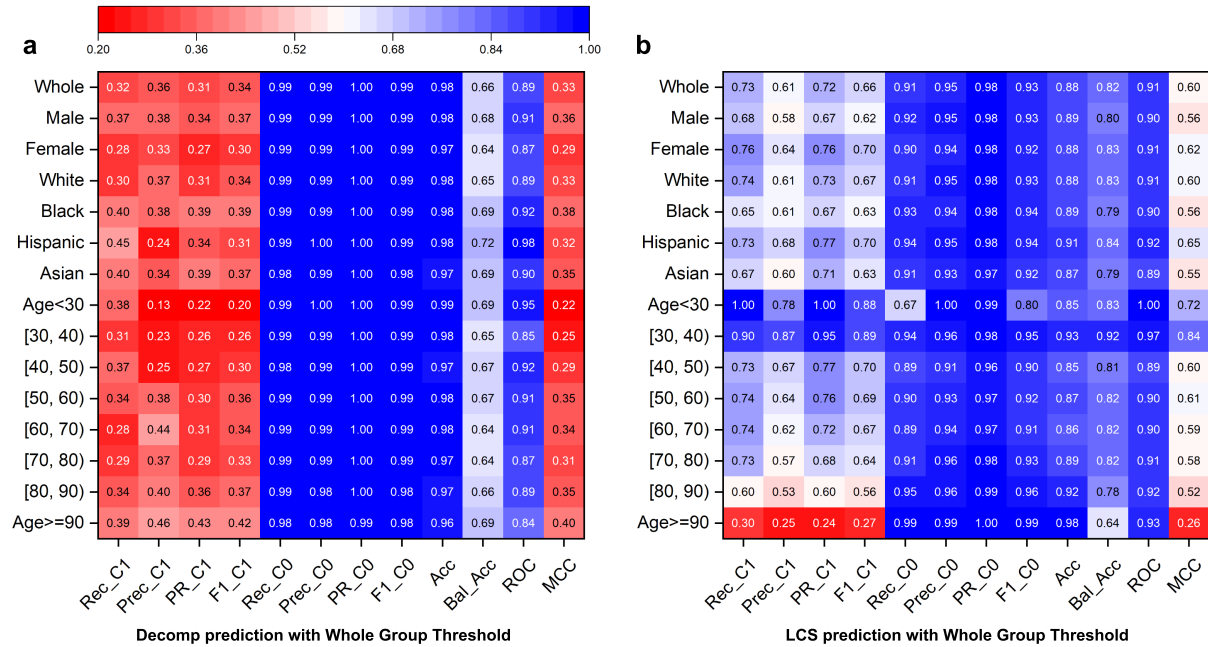 a
0.20 0.36 0.52 0.68 0.84 1.00
Whole 0.32 0.36 0.31 0.34 0.99 0.99 1.00 0.99 0.98 0.66 0.89 0.33
Male 0.37 0.38 0.34 0.37 0.99 0.99 1.00 0.99 0.98 0.68 0.91 0.36
Female 0.28 0.33 0.27 0.30 0.99 0.99 1.00 0.99 0.97 0.64 0.87 0.29
White 0.30 0.37 0.31 0.34 0.99 0.99 1.00 0.99 0.98 0.65 0.89 0.33
Black 0.40 0.38 0.39 0.39 0.99 0.99 1.00 0.99 0.98 0.69 0.92 0.38
Hispanic 0.45 0.24 0.34 0.31 0.99 1.00 1.00 0.99 0.98 0.72 0.98 0.32
Asian 0.40 0.34 0.39 0.37 0.98 0.99 1.00 0.98 0.97 0.69 0.90 0.35
Age<30 0.38 0.13 0.22 0.20 0.99 1.00 1.00 0.99 0.99 0.69 0.95 0.22
[30, 40) 0.31 0.23 0.26 0.26 0.99 0.99 1.00 0.99 0.98 0.65 0.85 0.25
[40, 50) 0.37 0.25 0.27 0.30 0.98 0.99 1.00 0.99 0.97 0.67 0.92 0.29
[50, 60) 0.34 0.38 0.30 0.36 0.99 0.99 1.00 0.99 0.98 0.67 0.91 0.35
[60, 70) 0.28 0.44 0.31 0.34 0.99 0.99 1.00 0.99 0.98 0.64 0.91 0.34
[70, 80) 0.29 0.37 0.29 0.33 0.99 0.99 1.00 0.99 0.97 0.64 0.87 0.31
[80, 90) 0.34 0.40 0.36 0.37 0.99 0.98 1.00 0.98 0.97 0.66 0.89 0.35
Age>=90 0.39 0.46 0.43 0.42 0.98 0.98 0.99 0.98 0.96 0.69 0.84 0.40
Rec_C1 Prec_C1 PR_C1 F1_C1 Rec_C0 Prec_C0 PR_C0 F1_C0 Acc Bal_Acc ROC MCC
Decomp prediction with Whole Group Threshold
b
Whole 0.73 0.61 0.72 0.66 0.91 0.95 0.98 0.93 0.88 0.82 0.91 0.60
Male 0.68 0.58 0.67 0.62 0.92 0.95 0.98 0.93 0.89 0.80 0.90 0.56
Female 0.76 0.64 0.76 0.70 0.90 0.94 0.98 0.92 0.88 0.83 0.91 0.62
White 0.74 0.61 0.73 0.67 0.91 0.95 0.98 0.93 0.88 0.83 0.91 0.60
Black 0.65 0.61 0.67 0.63 0.93 0.94 0.98 0.94 0.89 0.79 0.90 0.56
Hispanic 0.73 0.68 0.77 0.70 0.94 0.95 0.98 0.94 0.91 0.84 0.92 0.65
Asian 0.67 0.60 0.71 0.63 0.91 0.93 0.97 0.92 0.87 0.79 0.89 0.55
Age<30 1.00 0.78 1.00 0.88 0.67 1.00 0.99 0.80 0.85 0.83 1.00 0.72
[30, 40) 0.90 0.87 0.95 0.89 0.94 0.96 0.98 0.95 0.93 0.92 0.97 0.84
[40, 50) 0.73 0.67 0.77 0.70 0.89 0.91 0.96 0.90 0.85 0.81 0.89 0.60
[50, 60) 0.74 0.64 0.76 0.69 0.90 0.93 0.97 0.92 0.87 0.82 0.90 0.61
[60, 70) 0.74 0.62 0.72 0.67 0.89 0.94 0.97 0.91 0.86 0.82 0.90 0.59
[70, 80) 0.73 0.57 0.68 0.64 0.91 0.96 0.98 0.93 0.89 0.82 0.91 0.58
[80, 90) 0.60 0.53 0.60 0.56 0.95 0.96 0.99 0.96 0.92 0.78 0.92 0.52
Age>=90 0.30 0.25 0.24 0.27 0.99 0.99 1.00 0.99 0.98 0.64 0.93 0.26
Rec_C1 Prec_C1 PR_C1 F1_C1 Rec_C0 Prec_C0 PR_C0 F1_C0 Acc Bal_Acc ROC MCC
LCS prediction with Whole Group Threshold